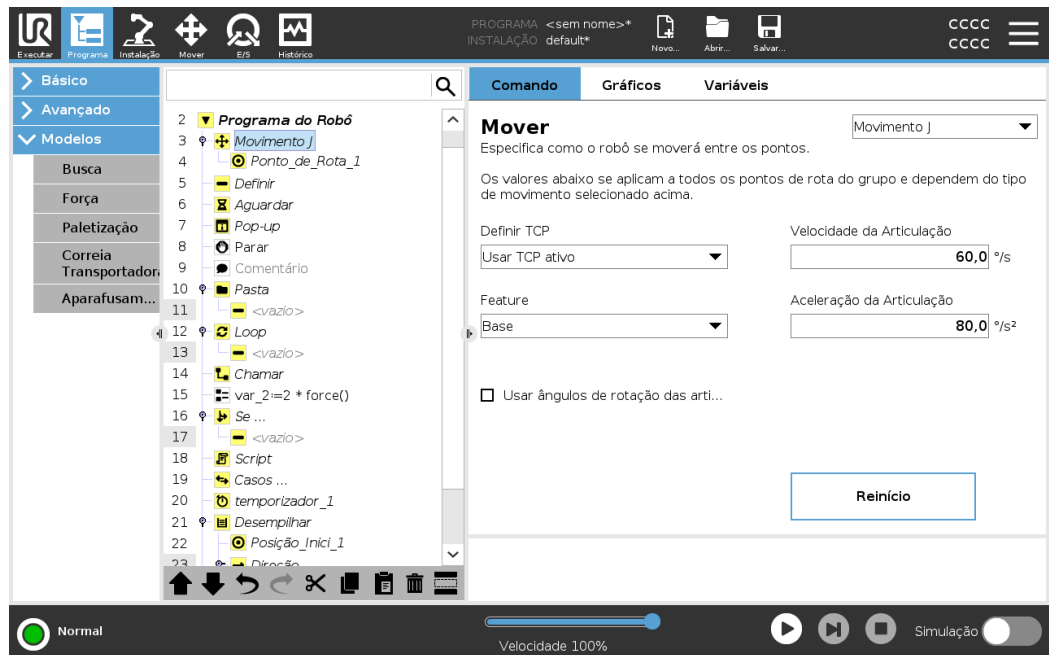 UR
PROGRAMA <sem nome>*
INSTALAÇÃO default*
CCCC
CCCC
Executar
Programa
Instalação
Mover
E/S
Histórico
Novo...
Abrir...
Salvar...
Básico
Avançado
Modelos
Busca
Força
Paletização
Correia
Transportador
Aparafusam...
2 Programa do Robô
3 Movimento J
4 Ponto_de_Rota_1
5 Definir
6 Aguardar
7 Pop-up
8 Parar
9 Comentário
10 Pasta
11 <vazio>
12 Loop
13 <vazio>
14 Chamar
15 var_2:=2 * force()
16 Se ...
17 <vazio>
18 Script
19 Casos ...
20 temporizador_1
21 Desempilhar
22 Posição_Inici_1
23 Direção
Comando
Gráficos
Variáveis
Mover
Movimento J
Especifica como o robô se moverá entre os pontos.
Os valores abaixo se aplicam a todos os pontos de rota do grupo e dependem do tipo
de movimento selecionado acima.
Definir TCP
Velocidade da Articulação
Usar TCP ativo
60,0 °/s
Feature
Aceleração da Articulação
Base
80,0 °/s²
Usar ângulos de rotação das arti...
Reinício
Normal
Velocidade 100%
Simulação